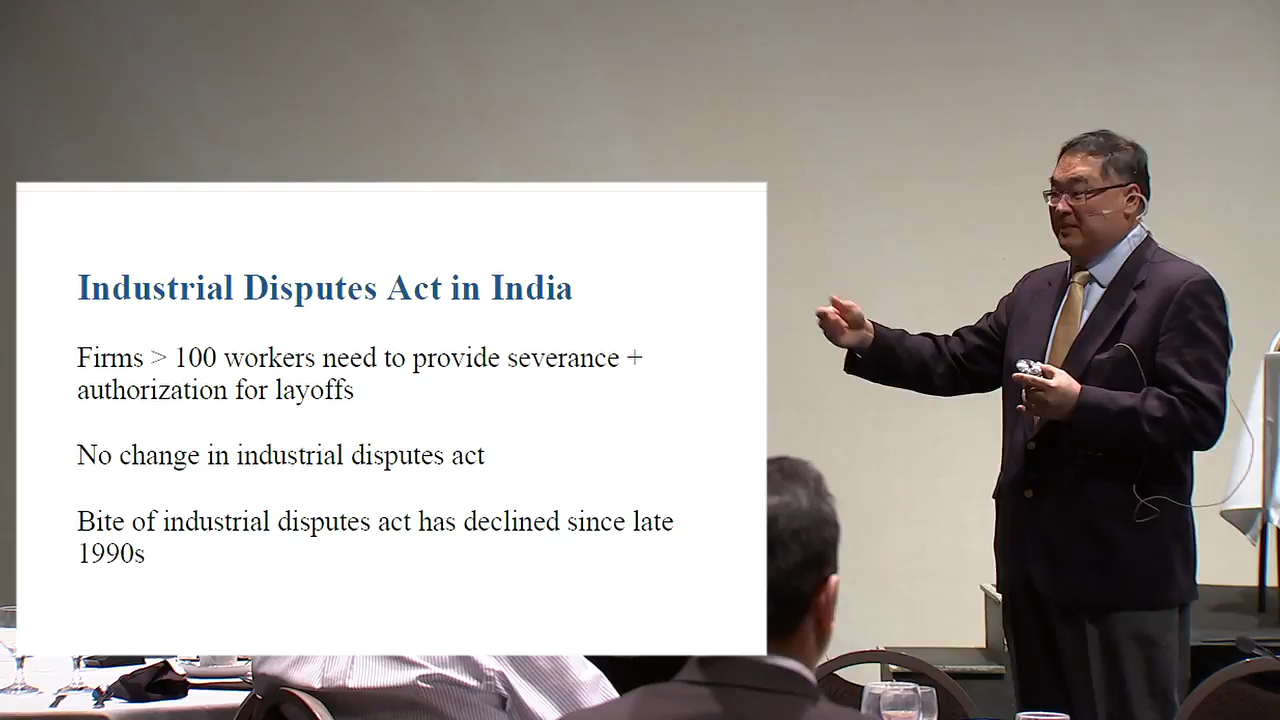 Industrial Disputes Act in India
Firms > 100 workers need to provide severance +
authorization for layoffs
No change in industrial disputes act
Bite of industrial disputes act has declined since late
1990s